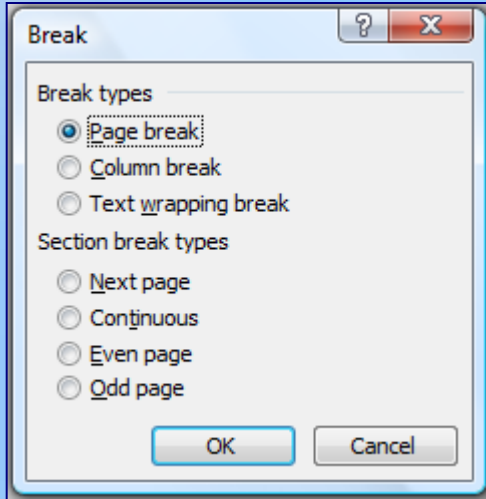 Break
?
X
Break types
Page break
Column break
Text wrapping break
Section break types
Next page
Continuous
Even page
Odd page
OK Cancel